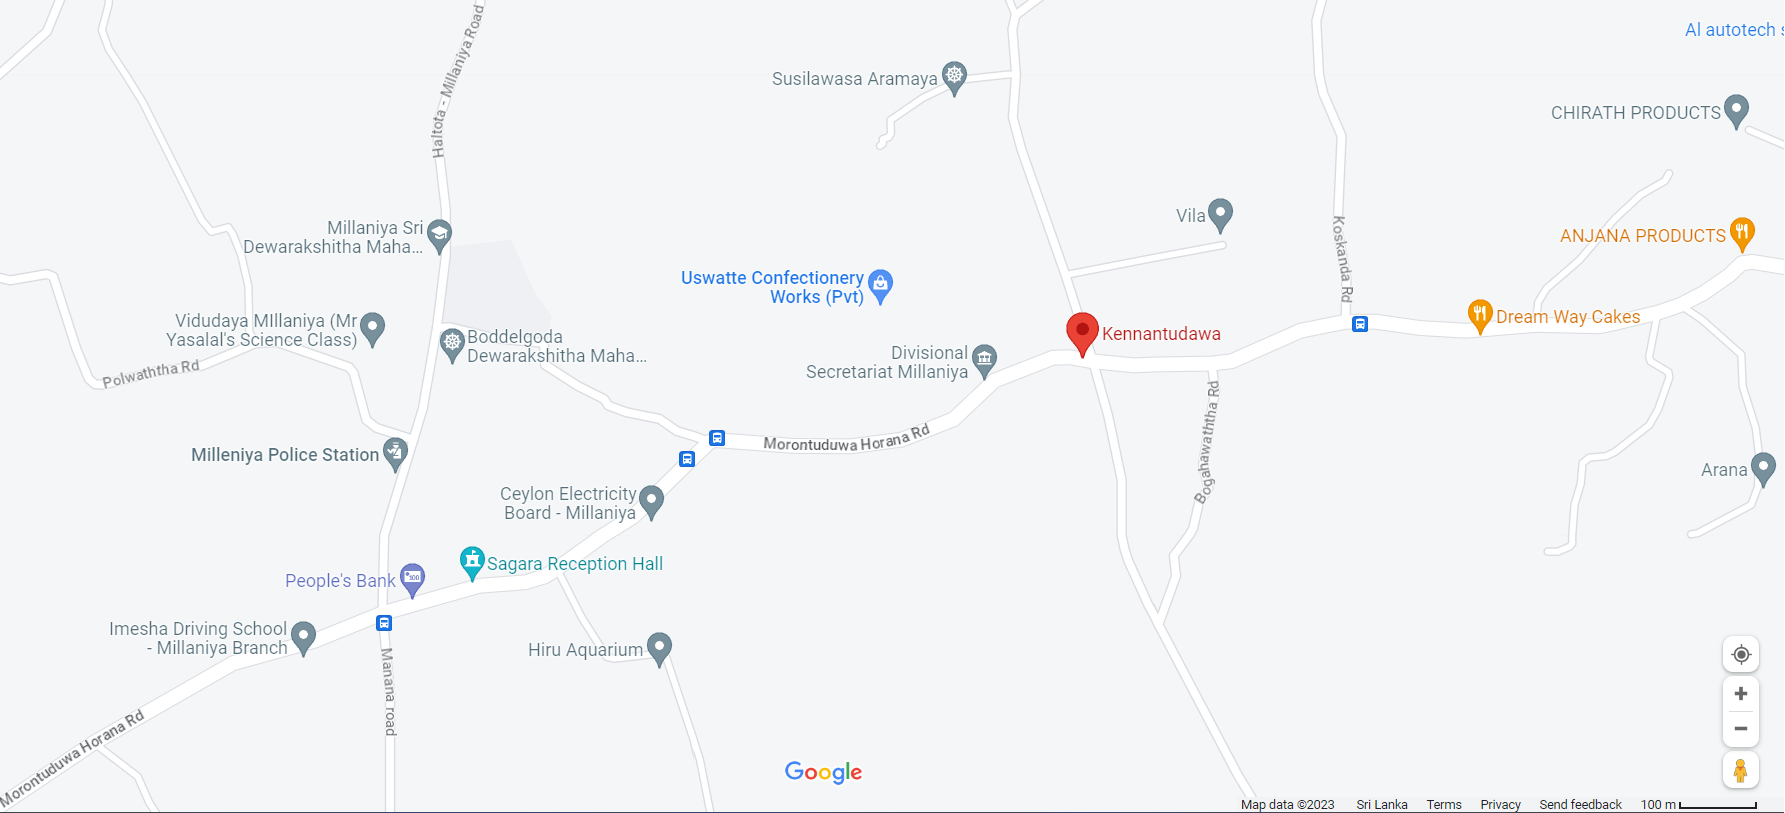 Al autotech s
Haltota - Millaniya Road
Susilawasa Aramaya
CHIRATH PRODUCTS
Millaniya Sri
Dewarakshitha Maha...
Vila
Koskanda Rd
ANJANA PRODUCTS
Uswatte Confectionery
Works (Pvt)
Vidudaya MIllaniya (Mr
Yasalal's Science Class)
Boddelgoda
Dewarakshitha Maha...
Kennantudawa
Dream Way Cakes
Divisional
Secretariat Millaniya
Polwaththa Rd
Bogahawaththa Rd
Morontuduwa Horana Rd
Milleniya Police Station
Arana
Ceylon Electricity
Board - Millaniya
Sagara Reception Hall
People's Bank
100
Imesha Driving School
- Millaniya Branch
Hiru Aquarium
Manana road
Morontuduwa Horana Rd
Google
Map data ©2023 Sri Lanka Terms Privacy Send feedback 100 m